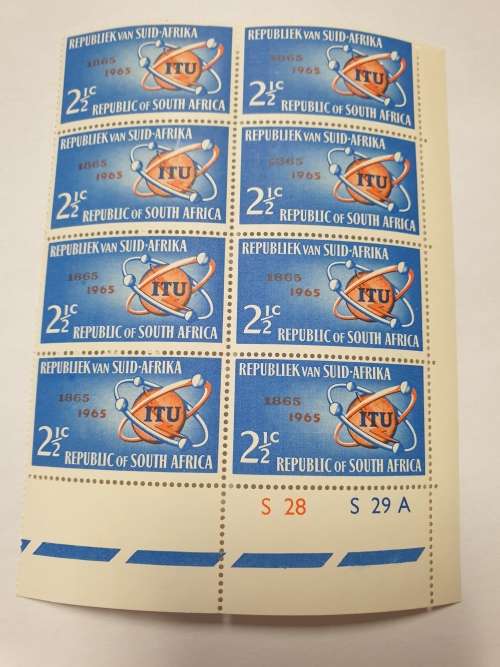 REPUBLIEK VAN SUID-AFRIKA
1865
1965
ITU
2½c
REPUBLIC OF SOUTH AFRICA
REPUBLIEK VAN SUID-AFRIKA
1865
1965
ITU
2½c
REPUBLIC OF SOUTH AFRICA
REPUBLIEK VAN SUID-AFRIKA
1865
1965
ITU
2½c
REPUBLIC OF SOUTH AFRICA
REPUBLIEK VAN SUID-AFRIKA
1865
1965
ITU
2½c
REPUBLIC OF SOUTH AFRICA
REPUBLIEK VAN SUID-AFRIKA
1865
1965
ITU
2½c
REPUBLIC OF SOUTH AFRICA
REPUBLIEK VAN SUID-AFRIKA
1865
1965
ITU
2½c
REPUBLIC OF SOUTH AFRICA
REPUBLIEK VAN SUID-AFRIKA
1865
1965
ITU
2½c
REPUBLIC OF SOUTH AFRICA
REPUBLIEK VAN SUID-AFRIKA
1865
1965
ITU
2½c
REPUBLIC OF SOUTH AFRICA
S 28 S 29 A